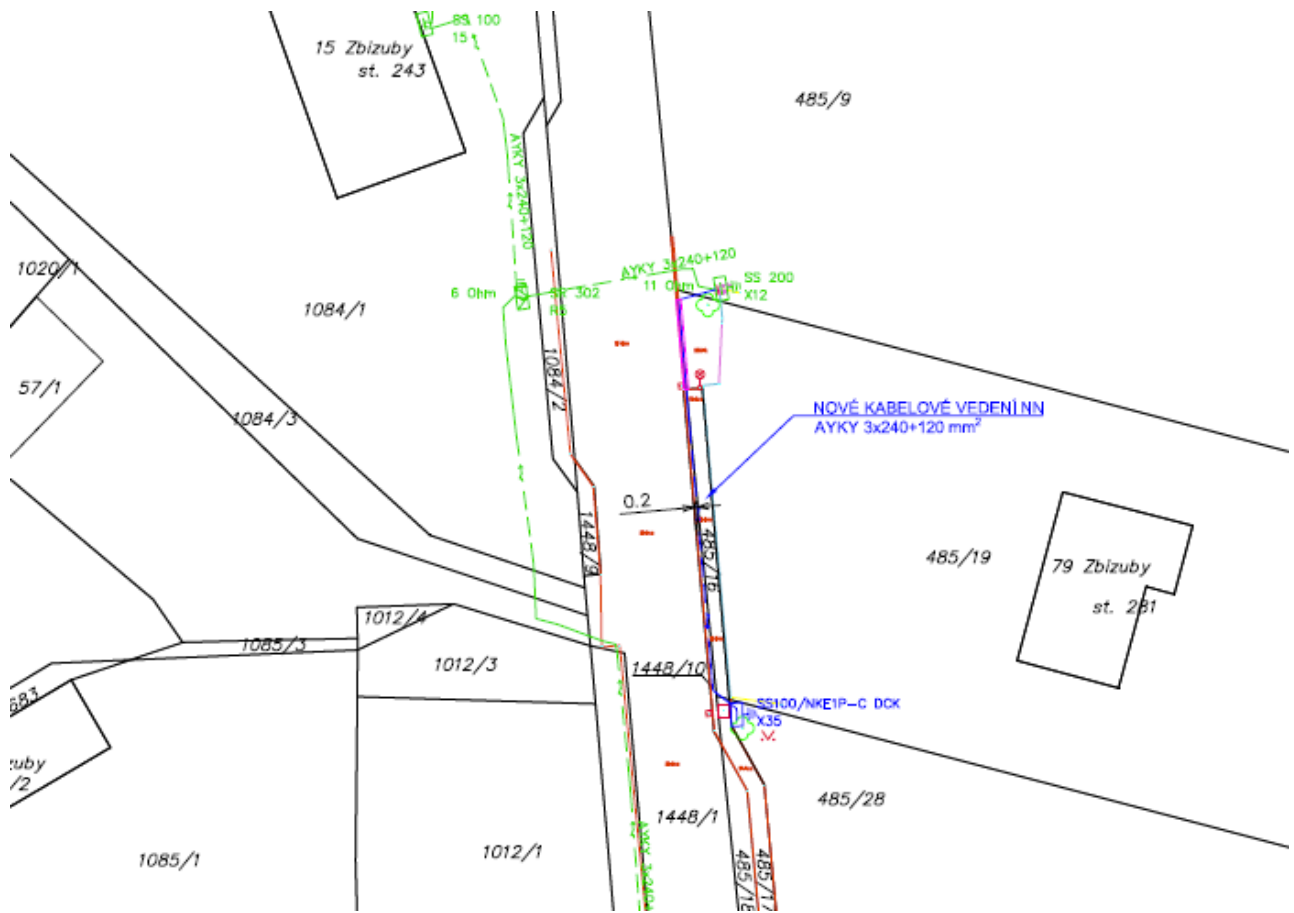 SS 100
15
15 Zbizuby
st. 243
485/9
AYKY 3x240+120
1020/1
AYKY 3x240+120
SS 200
X12
6 Ohm
SR 302
11 Ohm
1084/1
57/1
1084/2
1084/3
NOVÉ KABELOVÉ VEDENÍ NN
AYKY 3x240+120 mm²
0.2
1448/9
485/16
485/19
79 Zbizuby
st. 281
1012/4
1085/3
1012/3
1448/10
683
SS100/NKE1P-C DCK
X35
zuby
/2
485/28
1448/1
1085/1
1012/1
AYKY 3x240+
485/18
485/17